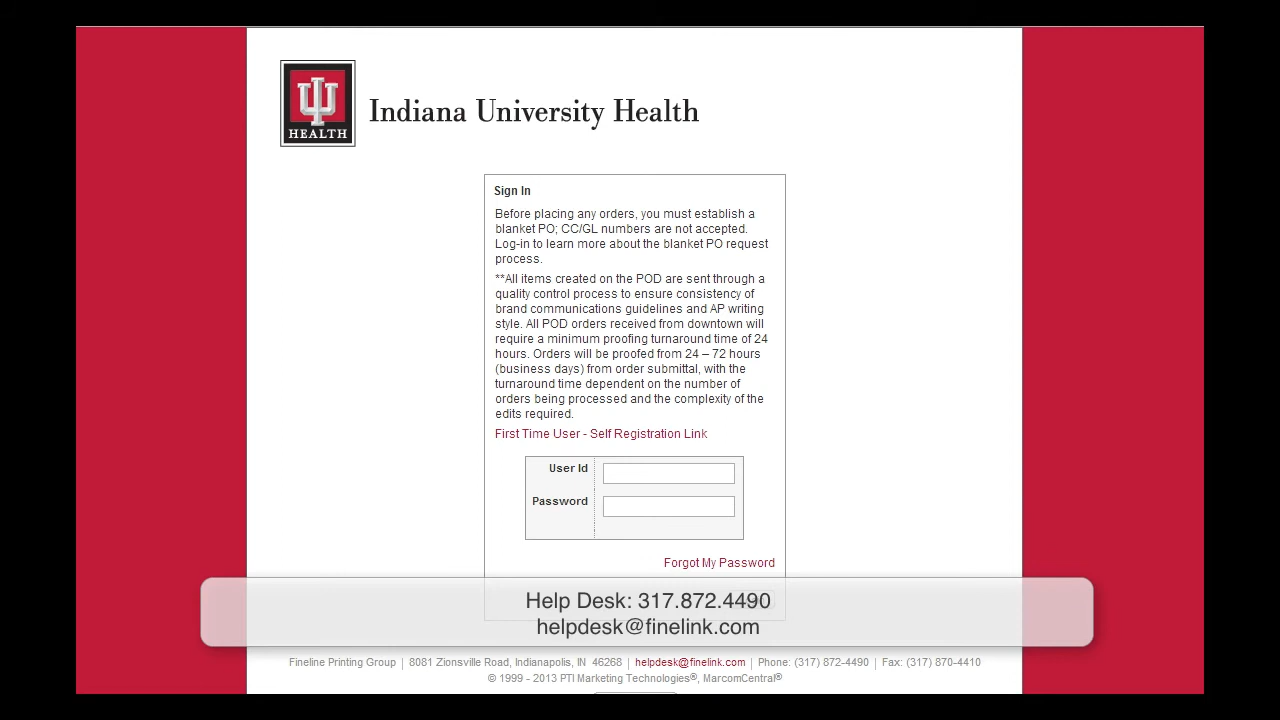 HEALTH
Indiana University Health
Sign In
Before placing any orders, you must establish a
blanket PO; CC/GL numbers are not accepted.
Log-in to learn more about the blanket PO request
process.
**All items created on the POD are sent through a
quality control process to ensure consistency of
brand communications guidelines and AP writing
style. All POD orders received from downtown will
require a minimum proofing turnaround time of 24
hours. Orders will be proofed from 24 – 72 hours
(business days) from order submittal, with the
turnaround time dependent on the number of
orders being processed and the complexity of the
edits required.
First Time User - Self Registration Link
User Id
Password
Forgot My Password
Help Desk: 317.872.4490
helpdesk@finelink.com
Fineline Printing Group | 8081 Zionsville Road, Indianapolis, IN 46268 | helpdesk@finelink.com | Phone: (317) 872-4490 | Fax: (317) 870-4410
© 1999 - 2013 PTI Marketing Technologies®, MarcomCentral®